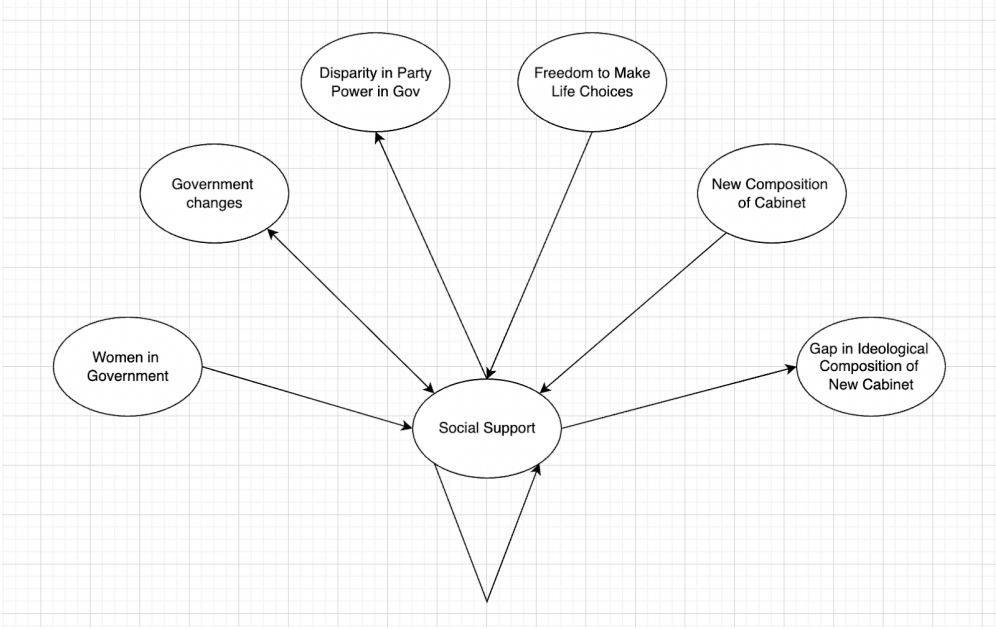 Disparity in Party
Power in Gov
Freedom to Make
Life Choices
Government
changes
New Composition
of Cabinet
Women in
Government
Gap in Ideological
Composition of
New Cabinet
Social Support